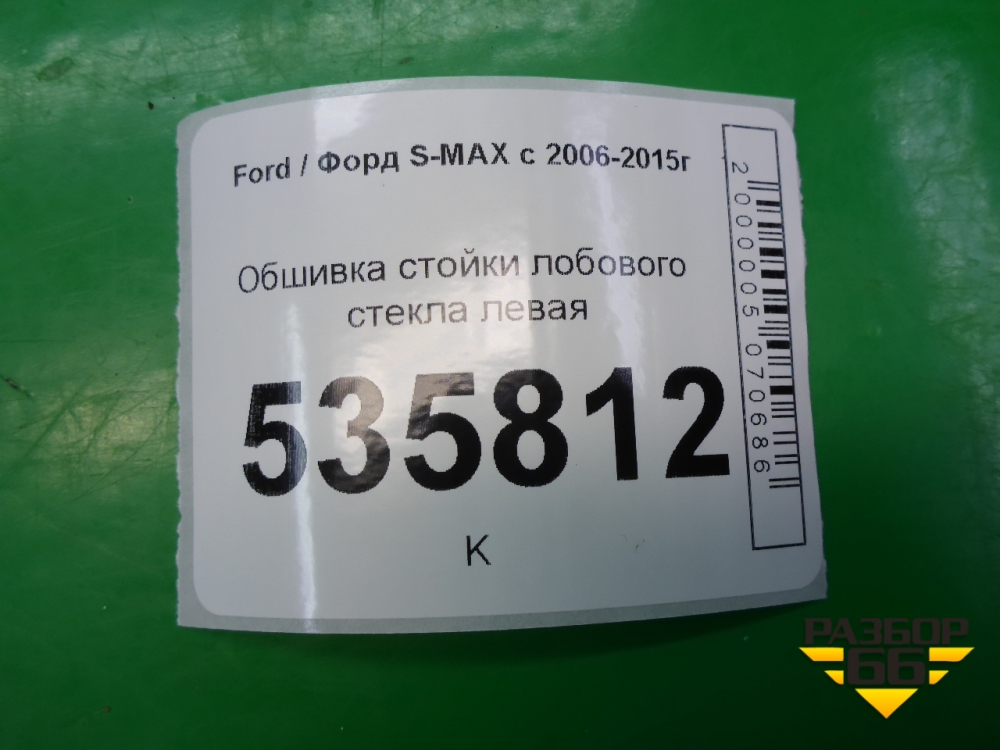 Ford / Форд S-MAX с 2006-2015г
Обшивка стойки лобового
стекла левая
535812
К
2000005070686
РАЗБОР
66